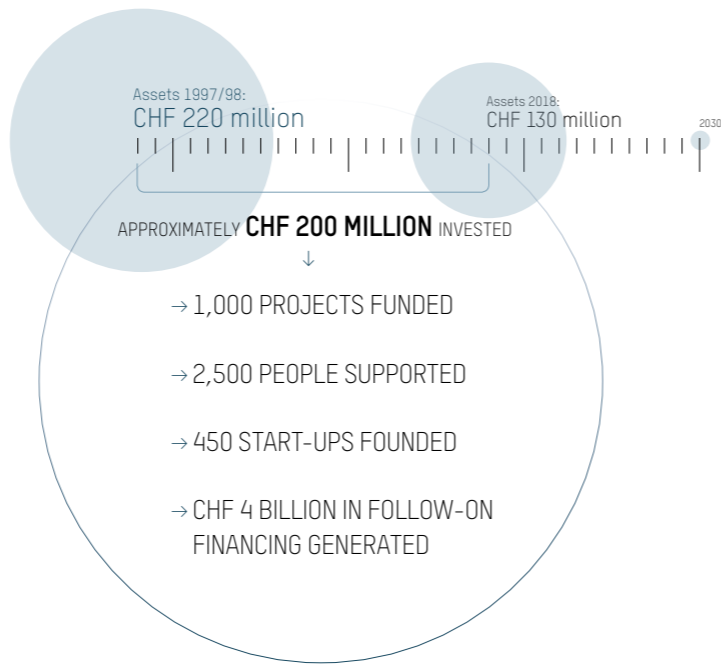 Assets 1997/98:
CHF 220 million
Assets 2018:
CHF 130 million
2030
APPROXIMATELY CHF 200 MILLION INVESTED
↓
→ 1,000 PROJECTS FUNDED
→ 2,500 PEOPLE SUPPORTED
→ 450 START-UPS FOUNDED
→ CHF 4 BILLION IN FOLLOW-ON
FINANCING GENERATED